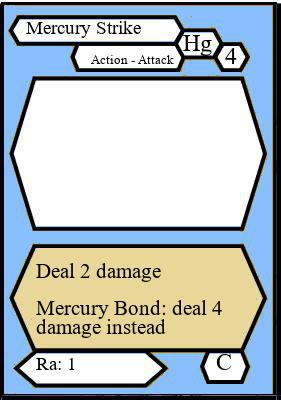 Mercury Strike
Hg
Action - Attack
4
Deal 2 damage
Mercury Bond: deal 4
damage instead
Ra: 1
C